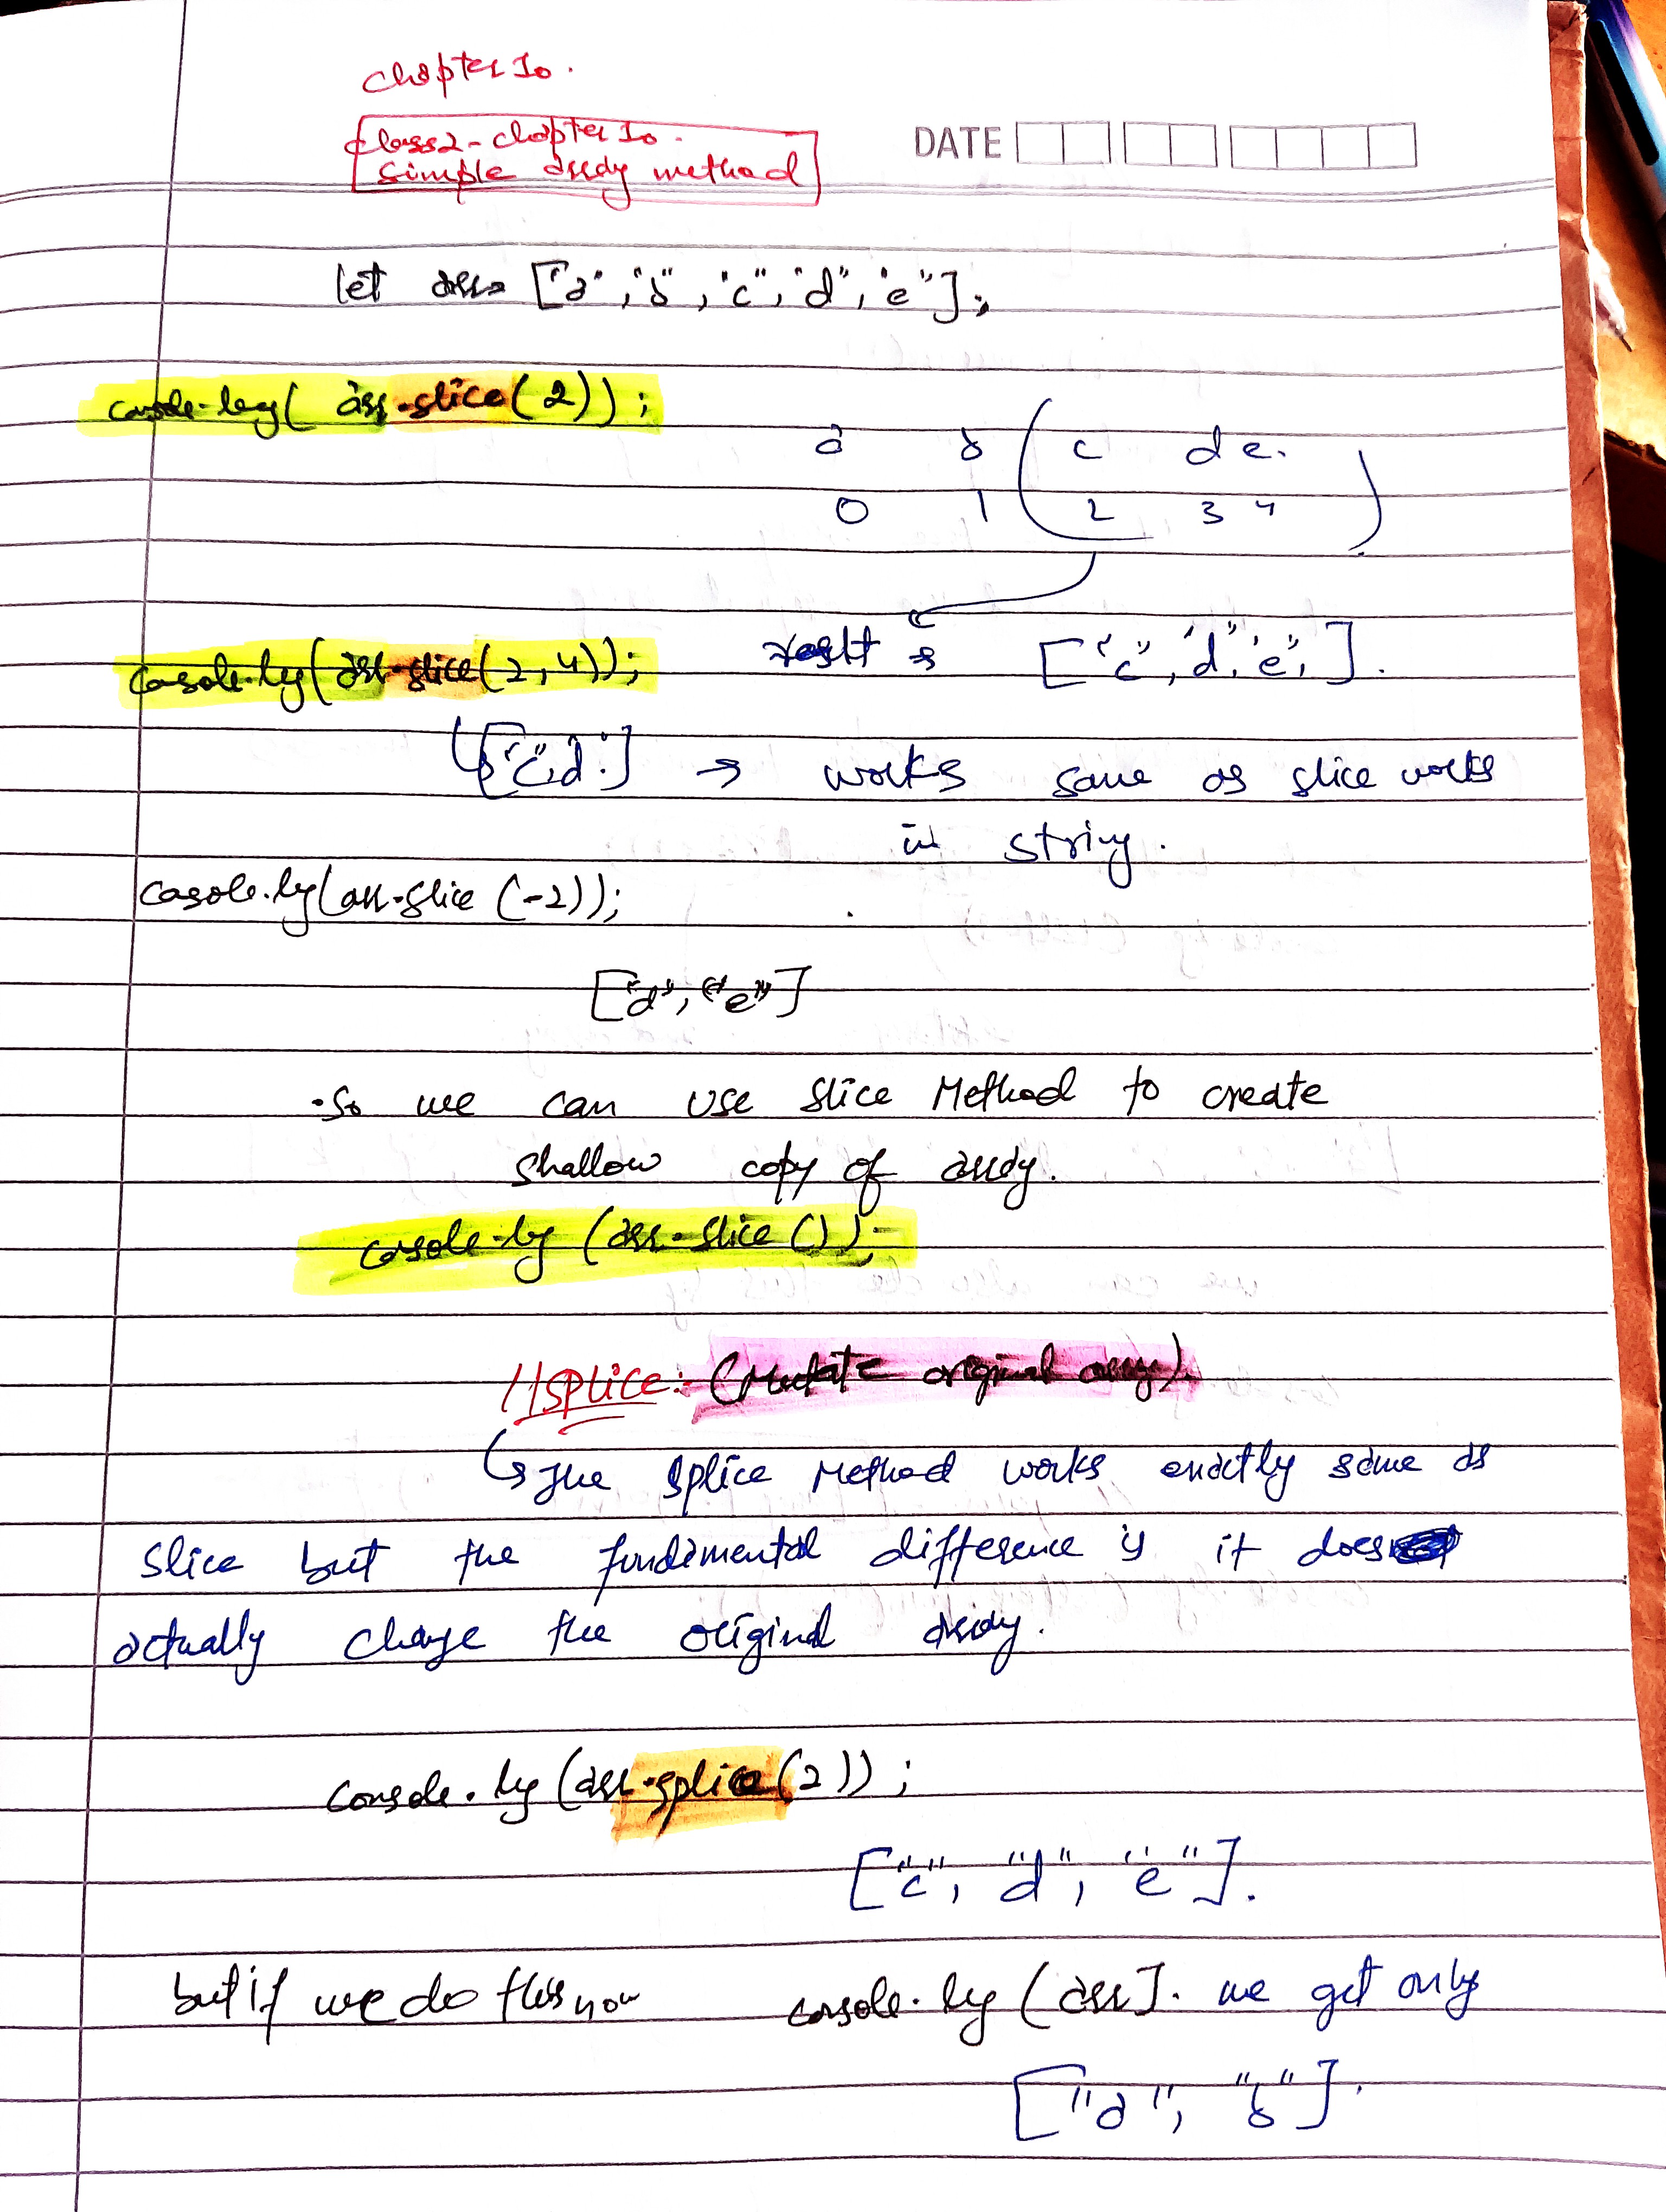 chapter 10.
class2 - chapter 10.
simple array method
DATE
let arr = ["a", "b", "c", "d", "e"];
console.log( arr.slice(2));
a b c d e.
0 1 2 3 4
result is ["c", "d", "e",].
console.log(arr.slice(2,4));
["c", d"] → works same as slice works
in string.
console.log(arr.slice (-2));
["d", "e"]
• So we can use slice Method to create
shallow copy of array.
console.log (arr.slice ());
//SPLICE:- (Mutate original array).
↳ The splice Method works exactly same as
slice but the fundamental difference is it does
actually change the original array.
console.log (arr.splice(2));
["c", "d", "e"].
but if we do this now console.log (arr]. we get only
["a", "b"].